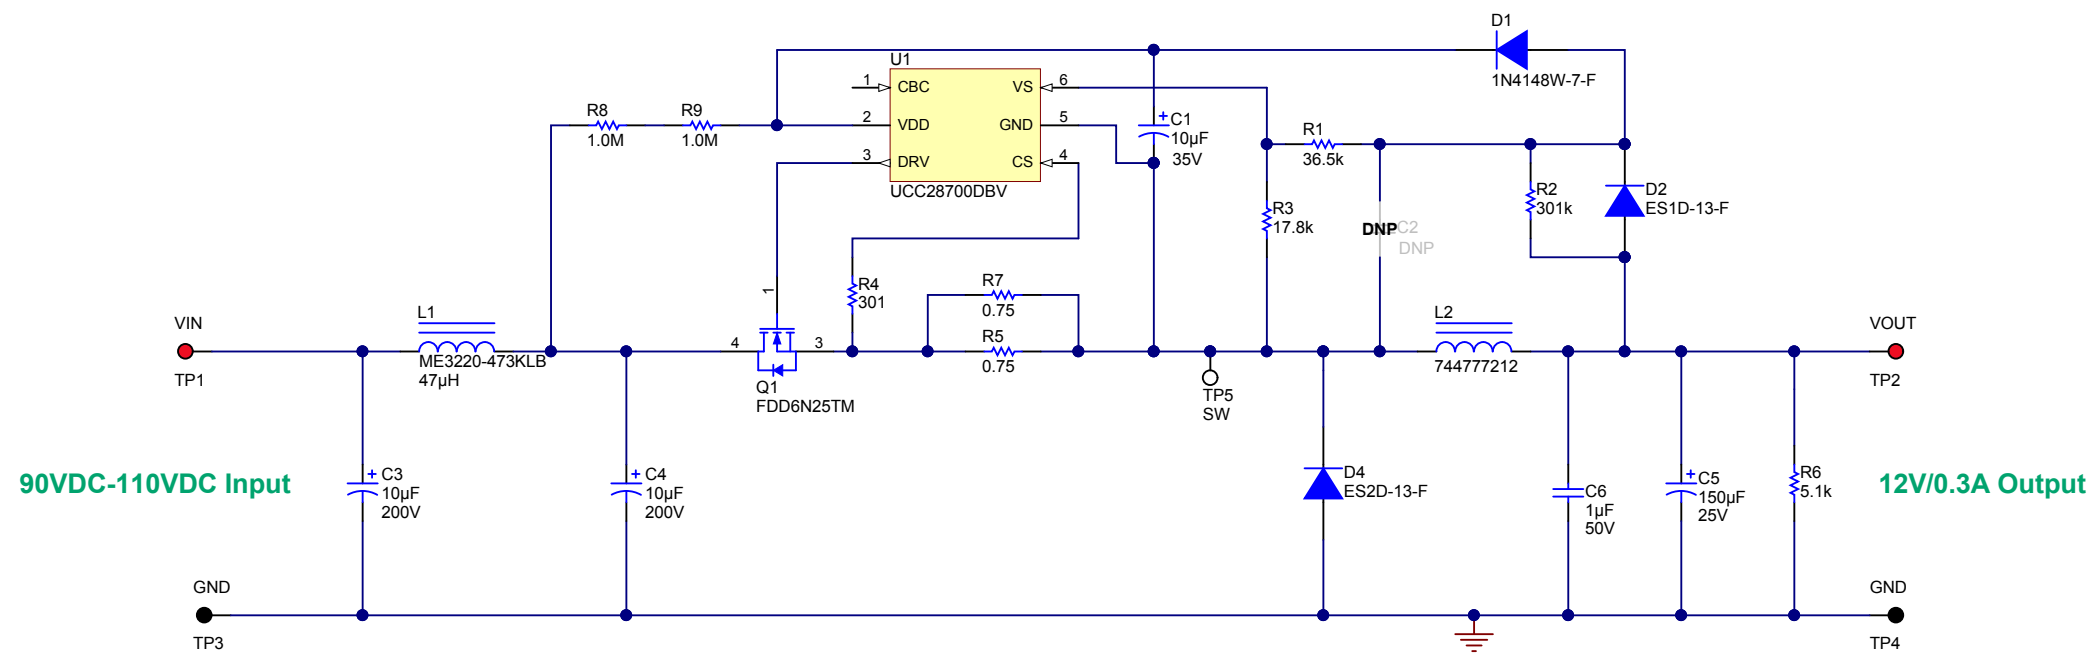 D1
1N4148W-7-F
U1
1
CBC
VS
6
2
VDD
GND
5
3
DRV
CS
4
UCC28700DBV
R8
1.0M
R9
1.0M
+
C1
10µF
35V
R1
36.5k
R3
17.8k
DNP
C2
DNP
R2
301k
D2
ES1D-13-F
R4
301
R7
0.75
R5
0.75
1
4
3
Q1
FDD6N25TM
VIN
TP1
L1
ME3220-473KLB
47µH
TP5
SW
L2
744777212
VOUT
TP2
90VDC-110VDC Input
+
C3
10µF
200V
+
C4
10µF
200V
D4
ES2D-13-F
C6
1µF
50V
+
C5
150µF
25V
R6
5.1k
12V/0.3A Output
GND
TP3
GND
TP4